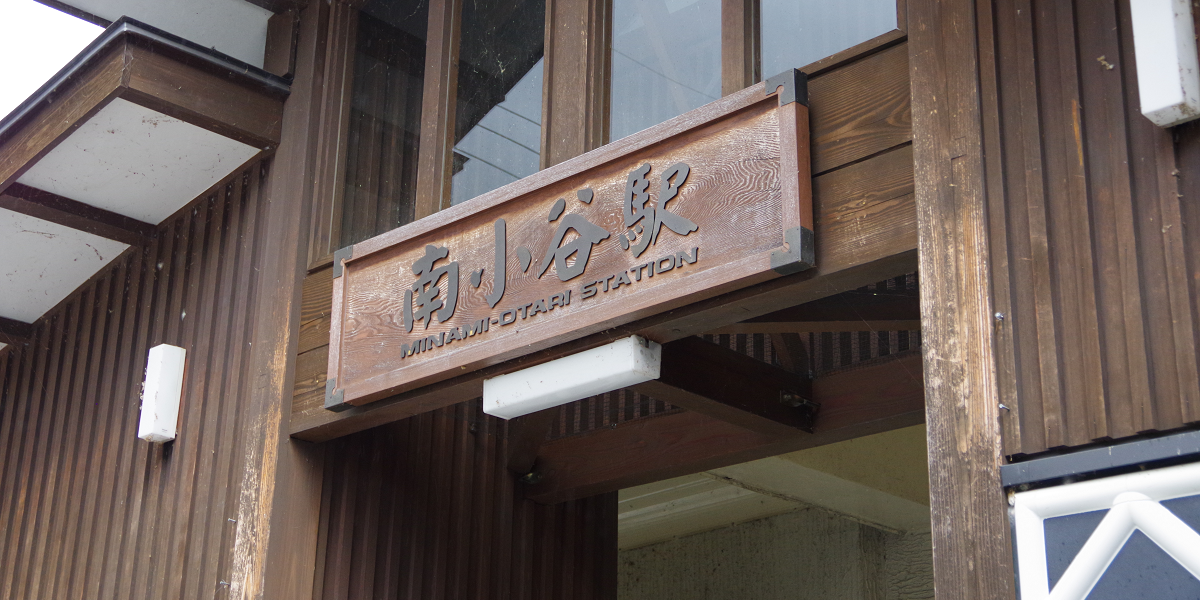 南小谷駅
MINAMI-OTARI STATION